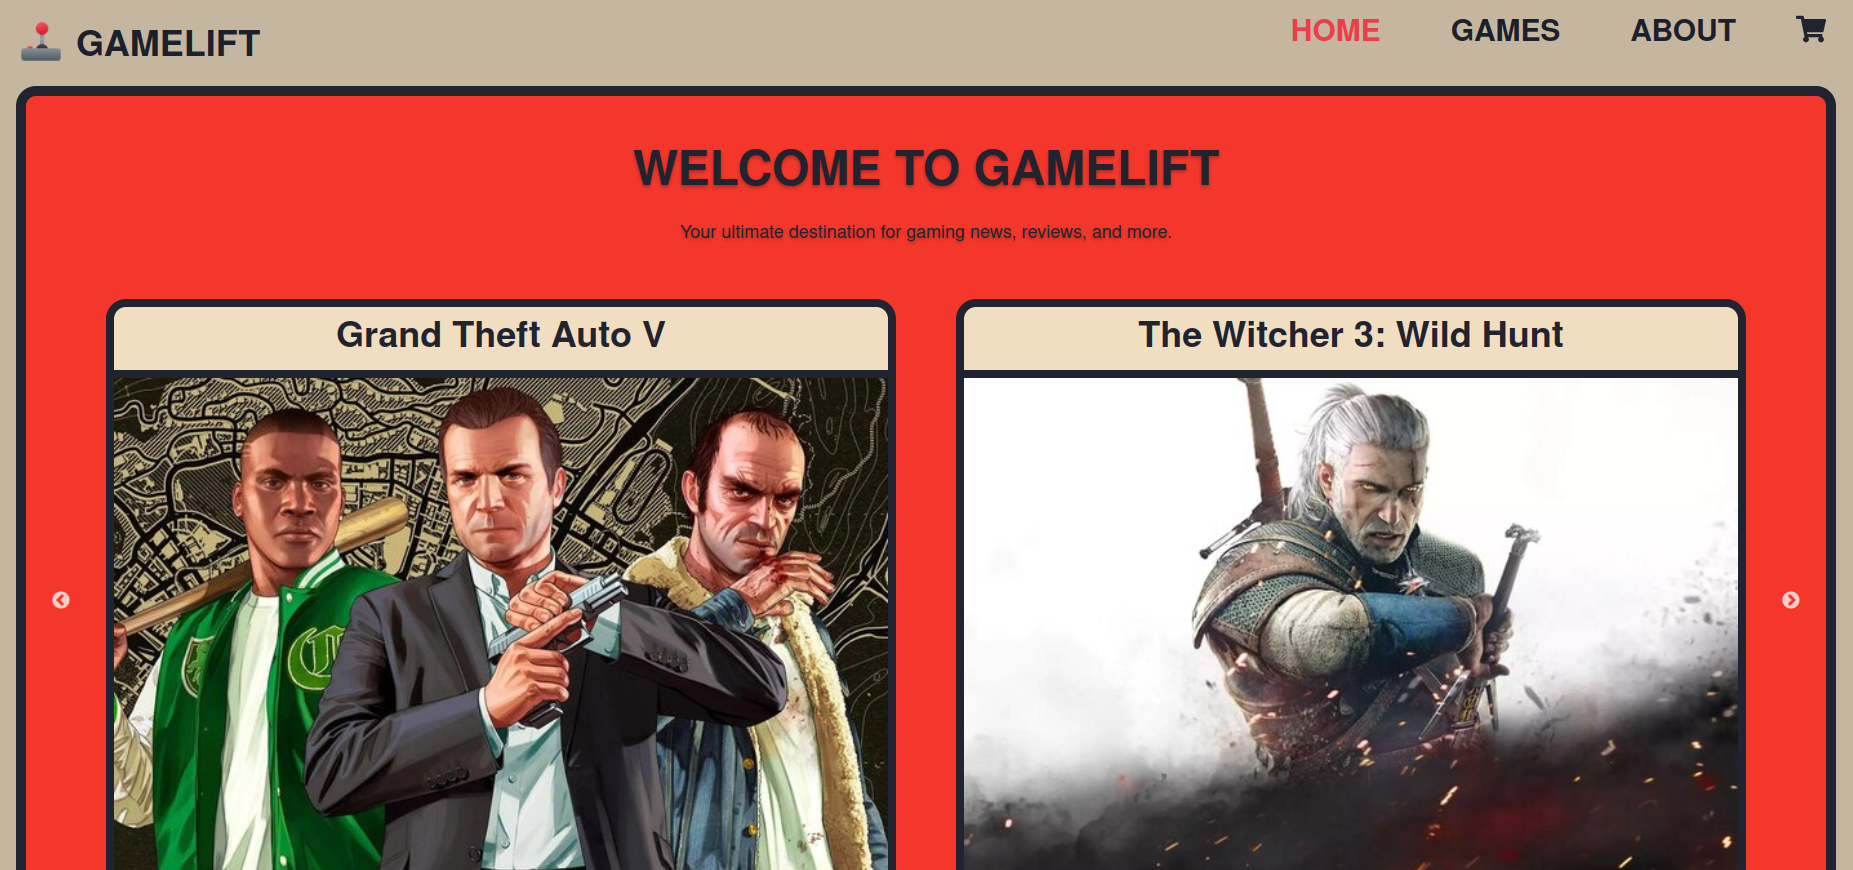 GAMELIFT
HOME
GAMES
ABOUT
WELCOME TO GAMELIFT
Your ultimate destination for gaming news, reviews, and more.
Grand Theft Auto V
The Witcher 3: Wild Hunt